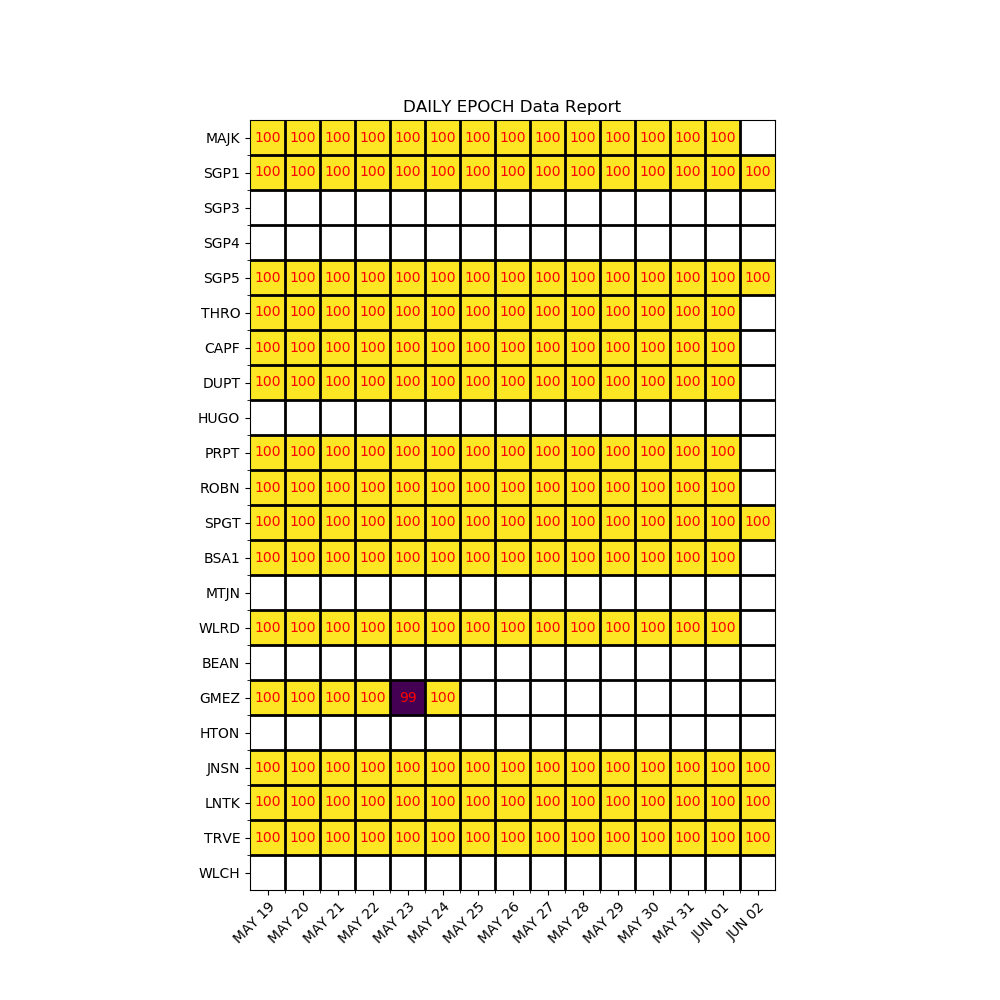 DAILY EPOCH Data Report
MAJK 100 100 100 100 100 100 100 100 100 100 100 100 100 100
SGP1 100 100 100 100 100 100 100 100 100 100 100 100 100 100 100
SGP3
SGP4
SGP5 100 100 100 100 100 100 100 100 100 100 100 100 100 100 100
THRO 100 100 100 100 100 100 100 100 100 100 100 100 100 100
CAPF 100 100 100 100 100 100 100 100 100 100 100 100 100 100
DUPT 100 100 100 100 100 100 100 100 100 100 100 100 100 100
HUGO
PRPT 100 100 100 100 100 100 100 100 100 100 100 100 100 100
ROBN 100 100 100 100 100 100 100 100 100 100 100 100 100 100
SPGT 100 100 100 100 100 100 100 100 100 100 100 100 100 100 100
BSA1 100 100 100 100 100 100 100 100 100 100 100 100 100 100
MTJN
WLRD 100 100 100 100 100 100 100 100 100 100 100 100 100 100
BEAN
GMEZ 100 100 100 100 99 100
HTON
JNSN 100 100 100 100 100 100 100 100 100 100 100 100 100 100 100
LNTK 100 100 100 100 100 100 100 100 100 100 100 100 100 100 100
TRVE 100 100 100 100 100 100 100 100 100 100 100 100 100 100 100
WLCH
MAY 19 MAY 20 MAY 21 MAY 22 MAY 23 MAY 24 MAY 25 MAY 26 MAY 27 MAY 28 MAY 29 MAY 30 MAY 31 JUN 01 JUN 02